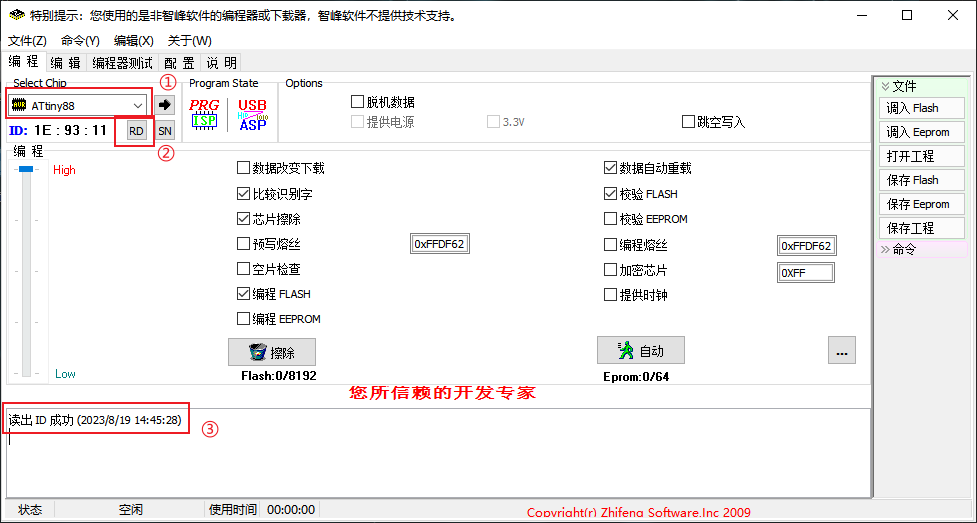 特别提示：您使用的是非智峰软件的编程器或下载器，智峰软件不提供技术支持。
文件(Z) 命令(Y) 编辑(X) 关于(W)
编 程 编 辑 编程器测试 配 置 说 明
Select Chip
①
Program State
Options
AVR
ATtiny88
PRG
ISP
USB
ASP
脱机数据
ID: 1E : 93 : 11
RD
SN
提供电源
3.3V
跳空写入
②
编 程
High
Low
数据改变下载
数据自动重载
比较识别字
校验 FLASH
芯片擦除
校验 EEPROM
预写熔丝
0xFFDF62
编程熔丝
0xFFDF62
空片检查
加密芯片
0XFF
编程 FLASH
提供时钟
编程 EEPROM
擦除
自动
...
Flash:0/8192
Eprom:0/64
您所信赖的开发专家
读出 ID 成功 (2023/8/19 14:45:28)
③
文件
调入 Flash
调入 Eeprom
打开工程
保存 Flash
保存 Eeprom
保存工程
命令
状态
空闲
使用时间
00:00:00
Copyright(r) Zhifeng Software.Inc 2009